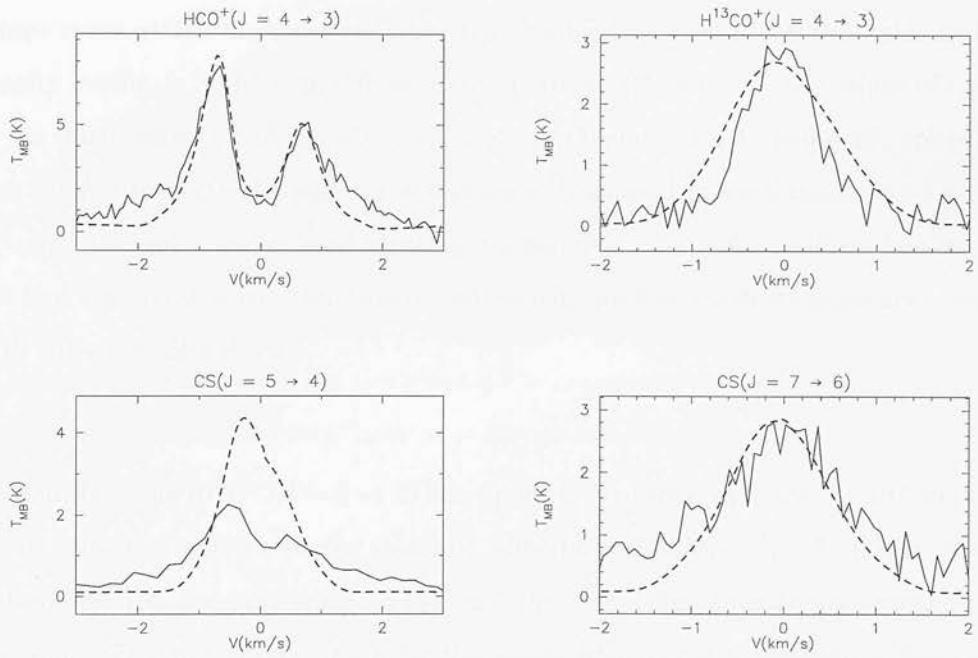 HCO⁺(J = 4 → 3)
T_MB(K)
5
0
−2
0
2
V(km/s)
H¹³CO⁺(J = 4 → 3)
T_MB(K)
3
2
1
0
−2
−1
0
1
2
V(km/s)
CS(J = 5 → 4)
T_MB(K)
4
2
0
−2
0
2
V(km/s)
CS(J = 7 → 6)
T_MB(K)
3
2
1
0
−2
−1
0
1
2
V(km/s)